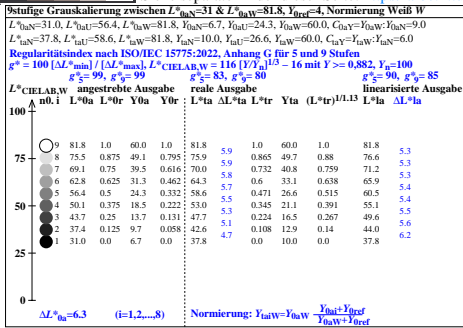 9stufige Grauskalierung zwischen L*0aN=31 & L*0aW=81.8, Y0ref=4, Normierung Weiß W
L*0aN=31.0, L*0aU=54.4, L*0aW=81.8, Y0aN=6.7, Y0aU=24.3, Y0aW=60.0, C0aY=Y0aW:Y0aN=9.0
L*taN=37.8, L*taU=58.6, L*taW=81.8, YtaN=10.0, YtaU=26.6, YtaW=60.0, CtaY=YtaW:YtaN=6.0
Regularitätsindex nach ISO/IEC 15775:2022, Anhang G für 5 und 9 Stufen
g* = 100 [ΔL*min] / [ΔL*max], L*CIELAB,W = 116 [Y/Yn]1/3 – 16 mit Y >= 0,882, Yn=100
g*5= 99, g*9= 99 g*5= 83, g*9= 80 g*5= 90, g*9= 85
L*CIELAB,W angestrebte Ausgabe reale Ausgabe linearisierte Ausgabe
n0. i L*0a L*0r Y0a Y0r L*ta ΔL*ta L*tr Yta (L*tr)1/1.13 L*la ΔL*la
100
9 81.8 1.0 60.0 1.0 81.8 1.0 60.0 1.0 81.8
5.9 5.3
8 75.5 0.875 49.1 0.795 75.9 0.865 49.7 0.88 76.6
5.9 5.3
75
7 69.1 0.75 39.5 0.616 70.0 0.732 40.8 0.759 71.2
5.8 5.3
6 62.8 0.625 31.3 0.462 64.3 0.6 33.1 0.638 65.9
5.7 5.4
5 56.4 0.5 24.3 0.332 58.6 0.471 26.6 0.515 60.5
5.5 5.4
50
4 50.1 0.375 18.5 0.222 53.0 0.345 21.1 0.391 55.1
5.3 5.5
3 43.7 0.25 13.7 0.131 47.7 0.224 16.5 0.267 49.6
5.1 5.6
2 37.4 0.125 9.7 0.058 42.6 0.108 12.9 0.14 44.0
4.7 6.2
1 31.0 0.0 6.7 0.0 37.8 0.0 10.0 0.0 37.8
25
0
ΔL*0a=6.3 (i=1,2,...,8) Normierung: YtaiW=Y0aW Y0ai+Y0ref
Y0aW+Y0ref